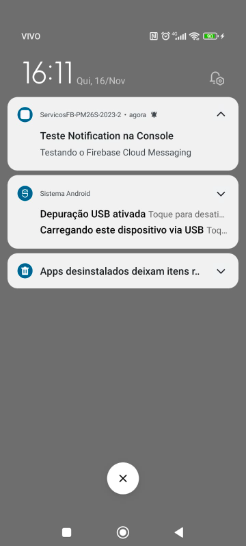 VIVO
16:11 Qui, 16/Nov
ServicosFB-PM26S-2023-2 • agora
Teste Notification na Console
Testando o Firebase Cloud Messaging
Sistema Android
Depuração USB ativada Toque para desati...
Carregando este dispositivo via USB Toq...
Apps desinstalados deixam itens r..